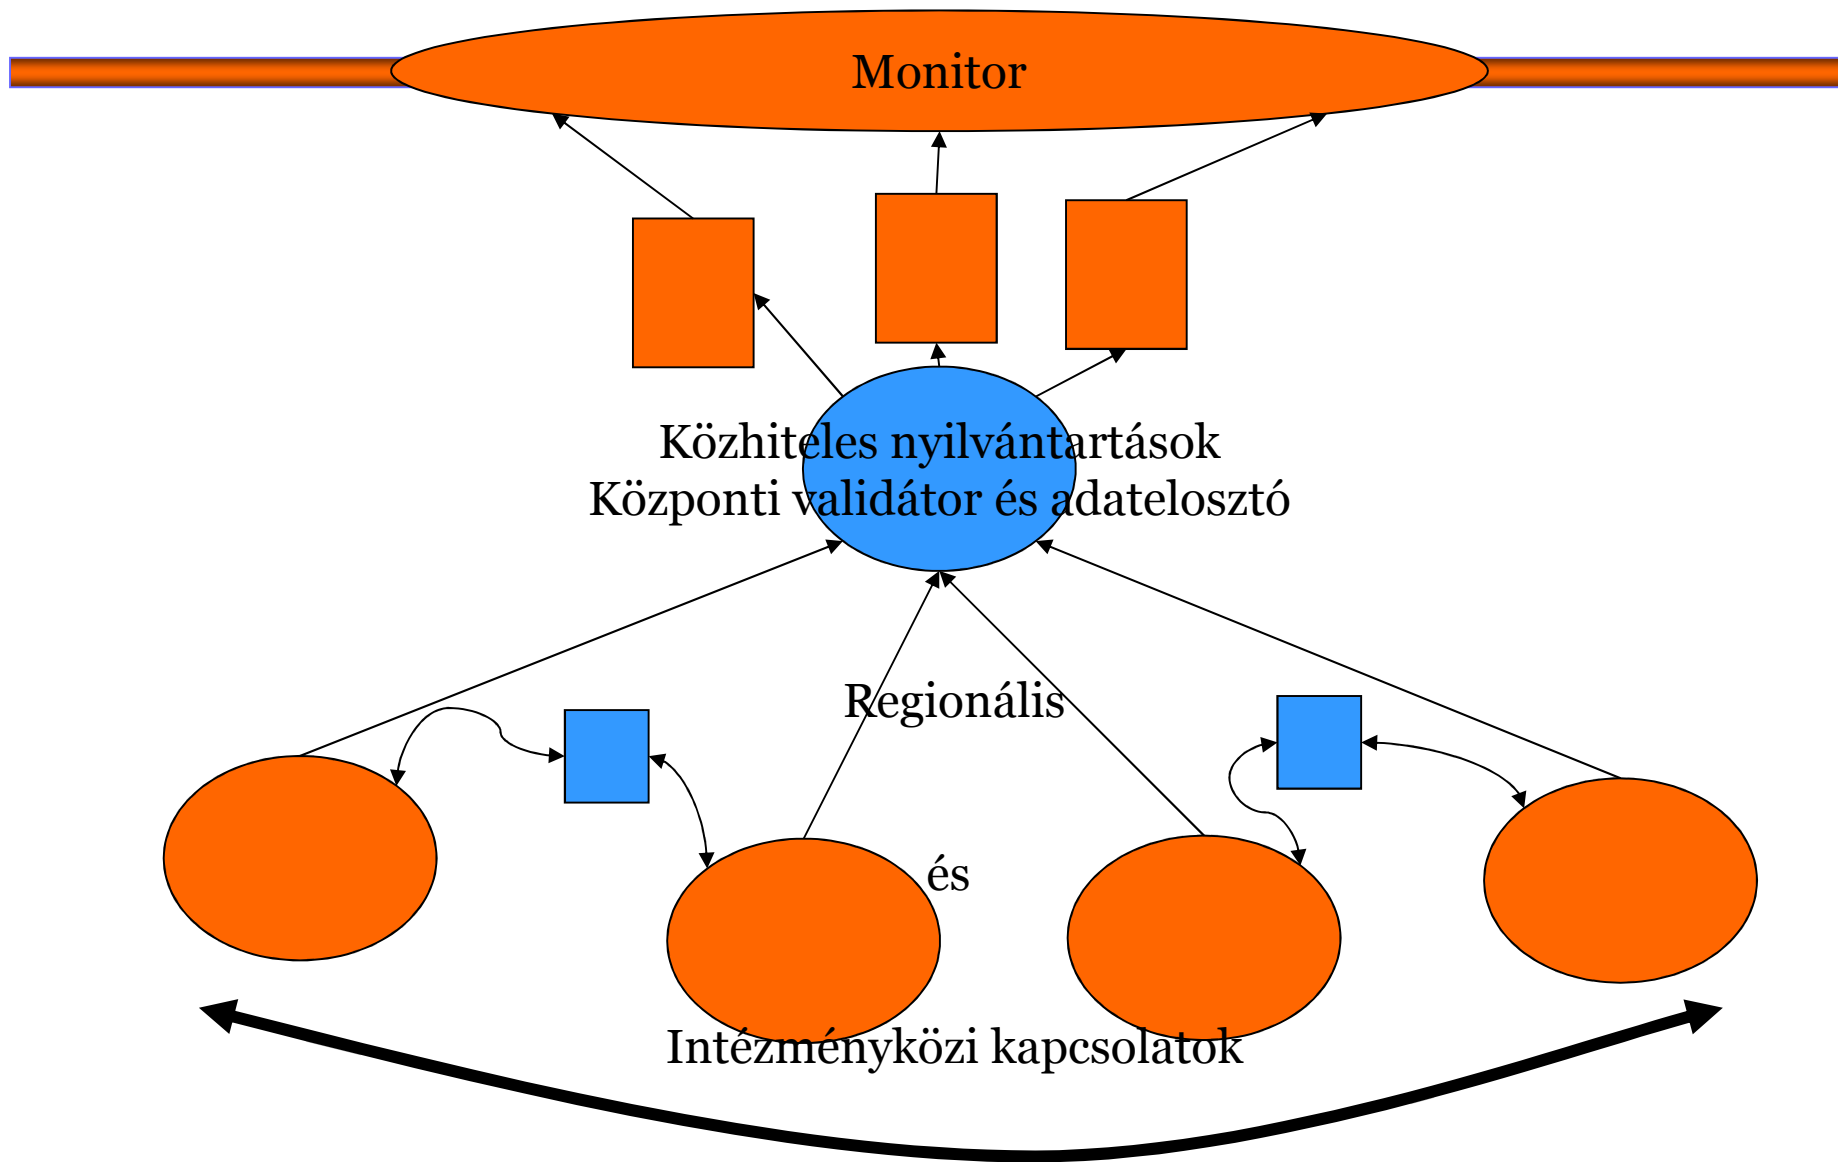 Monitor
Közhiteles nyilvántartások
Központi validátor és adatelosztó
Regionális
és
Intézményközi kapcsolatok